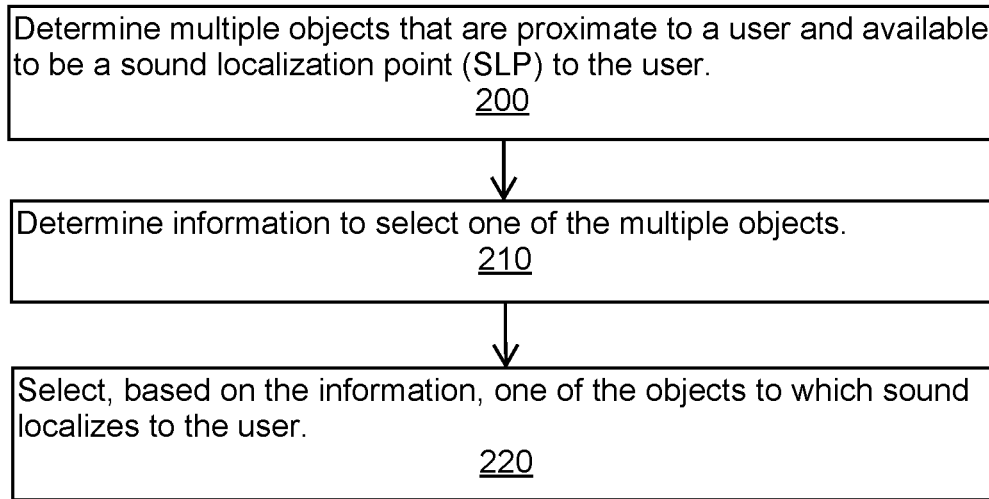 Determine multiple objects that are proximate to a user and available
to be a sound localization point (SLP) to the user.
200
Determine information to select one of the multiple objects.
210
Select, based on the information, one of the objects to which sound
localizes to the user.
220